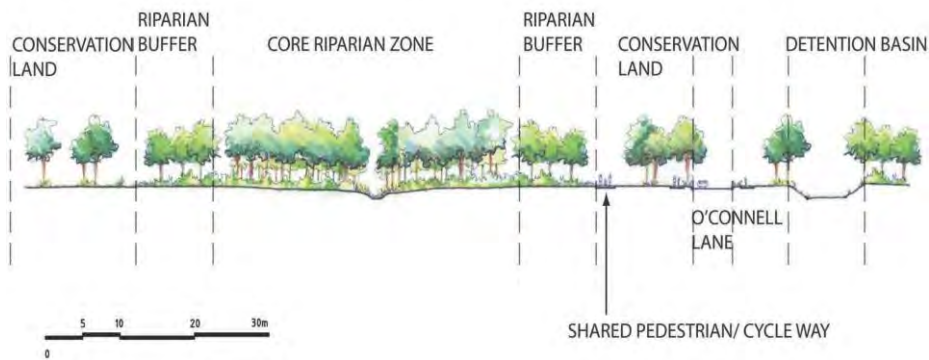 CONSERVATION
LAND
RIPARIAN
BUFFER
CORE RIPARIAN ZONE
RIPARIAN
BUFFER
CONSERVATION
LAND
DETENTION BASIN
O'CONNELL
LANE
SHARED PEDESTRIAN/ CYCLE WAY
5 10 20 30m
0